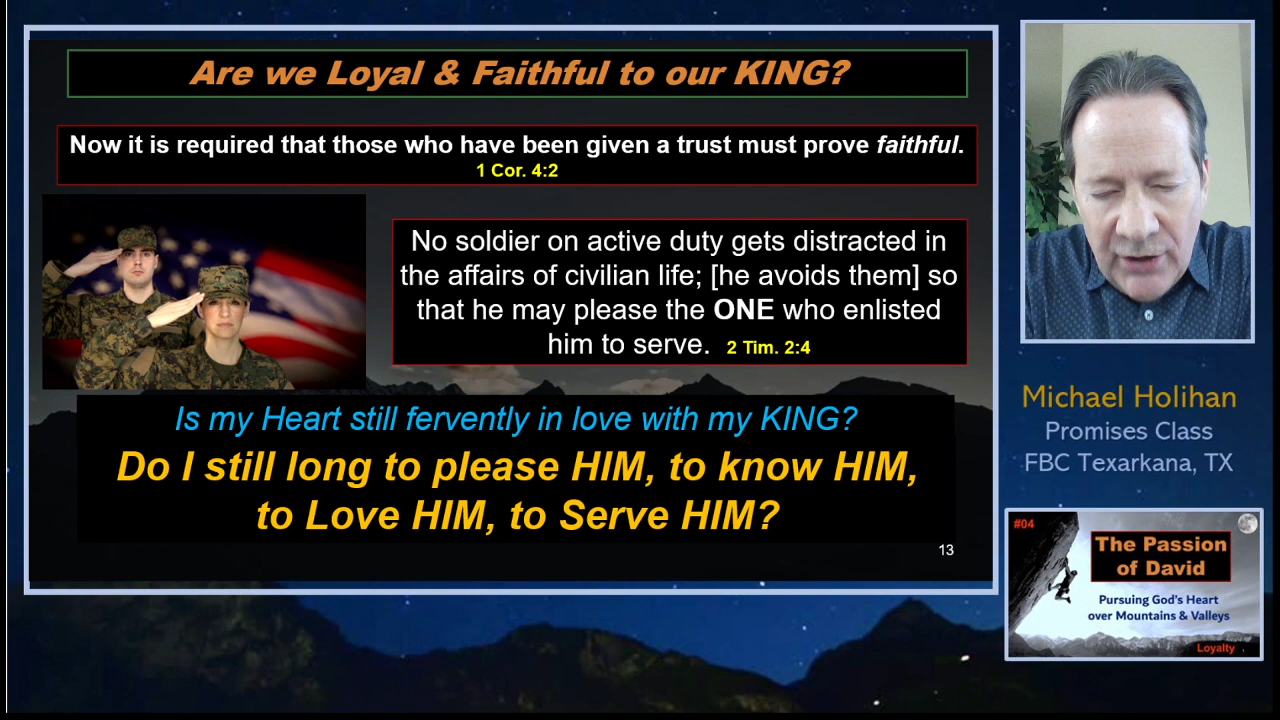 Are we Loyal & Faithful to our KING?
Now it is required that those who have been given a trust must prove faithful.
1 Cor. 4:2
No soldier on active duty gets distracted in
the affairs of civilian life; [he avoids them] so
that he may please the ONE who enlisted
him to serve. 2 Tim. 2:4
Is my Heart still fervently in love with my KING?
Do I still long to please HIM, to know HIM,
to Love HIM, to Serve HIM?
13
Michael Holihan
Promises Class
FBC Texarkana, TX
#04
The Passion
of David
Pursuing God's Heart
over Mountains & Valleys
Loyalty